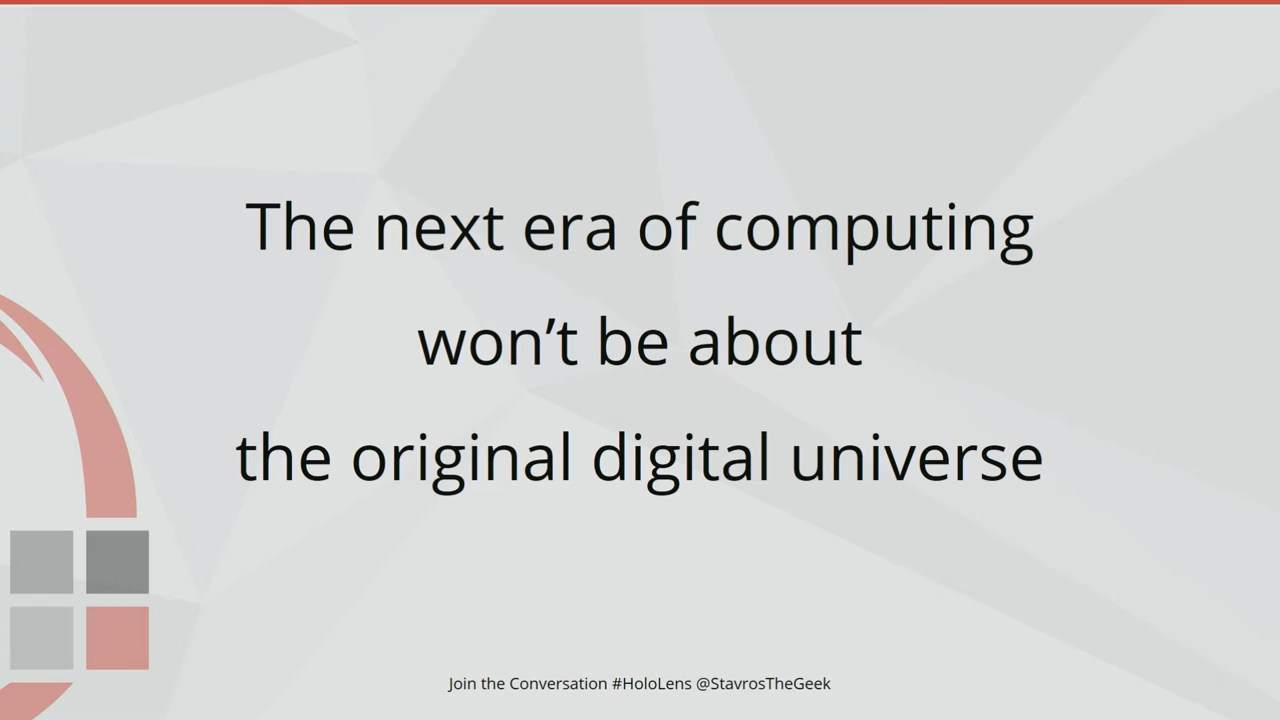 The next era of computing
won’t be about
the original digital universe
Join the Conversation #HoloLens @StavrosTheGeek